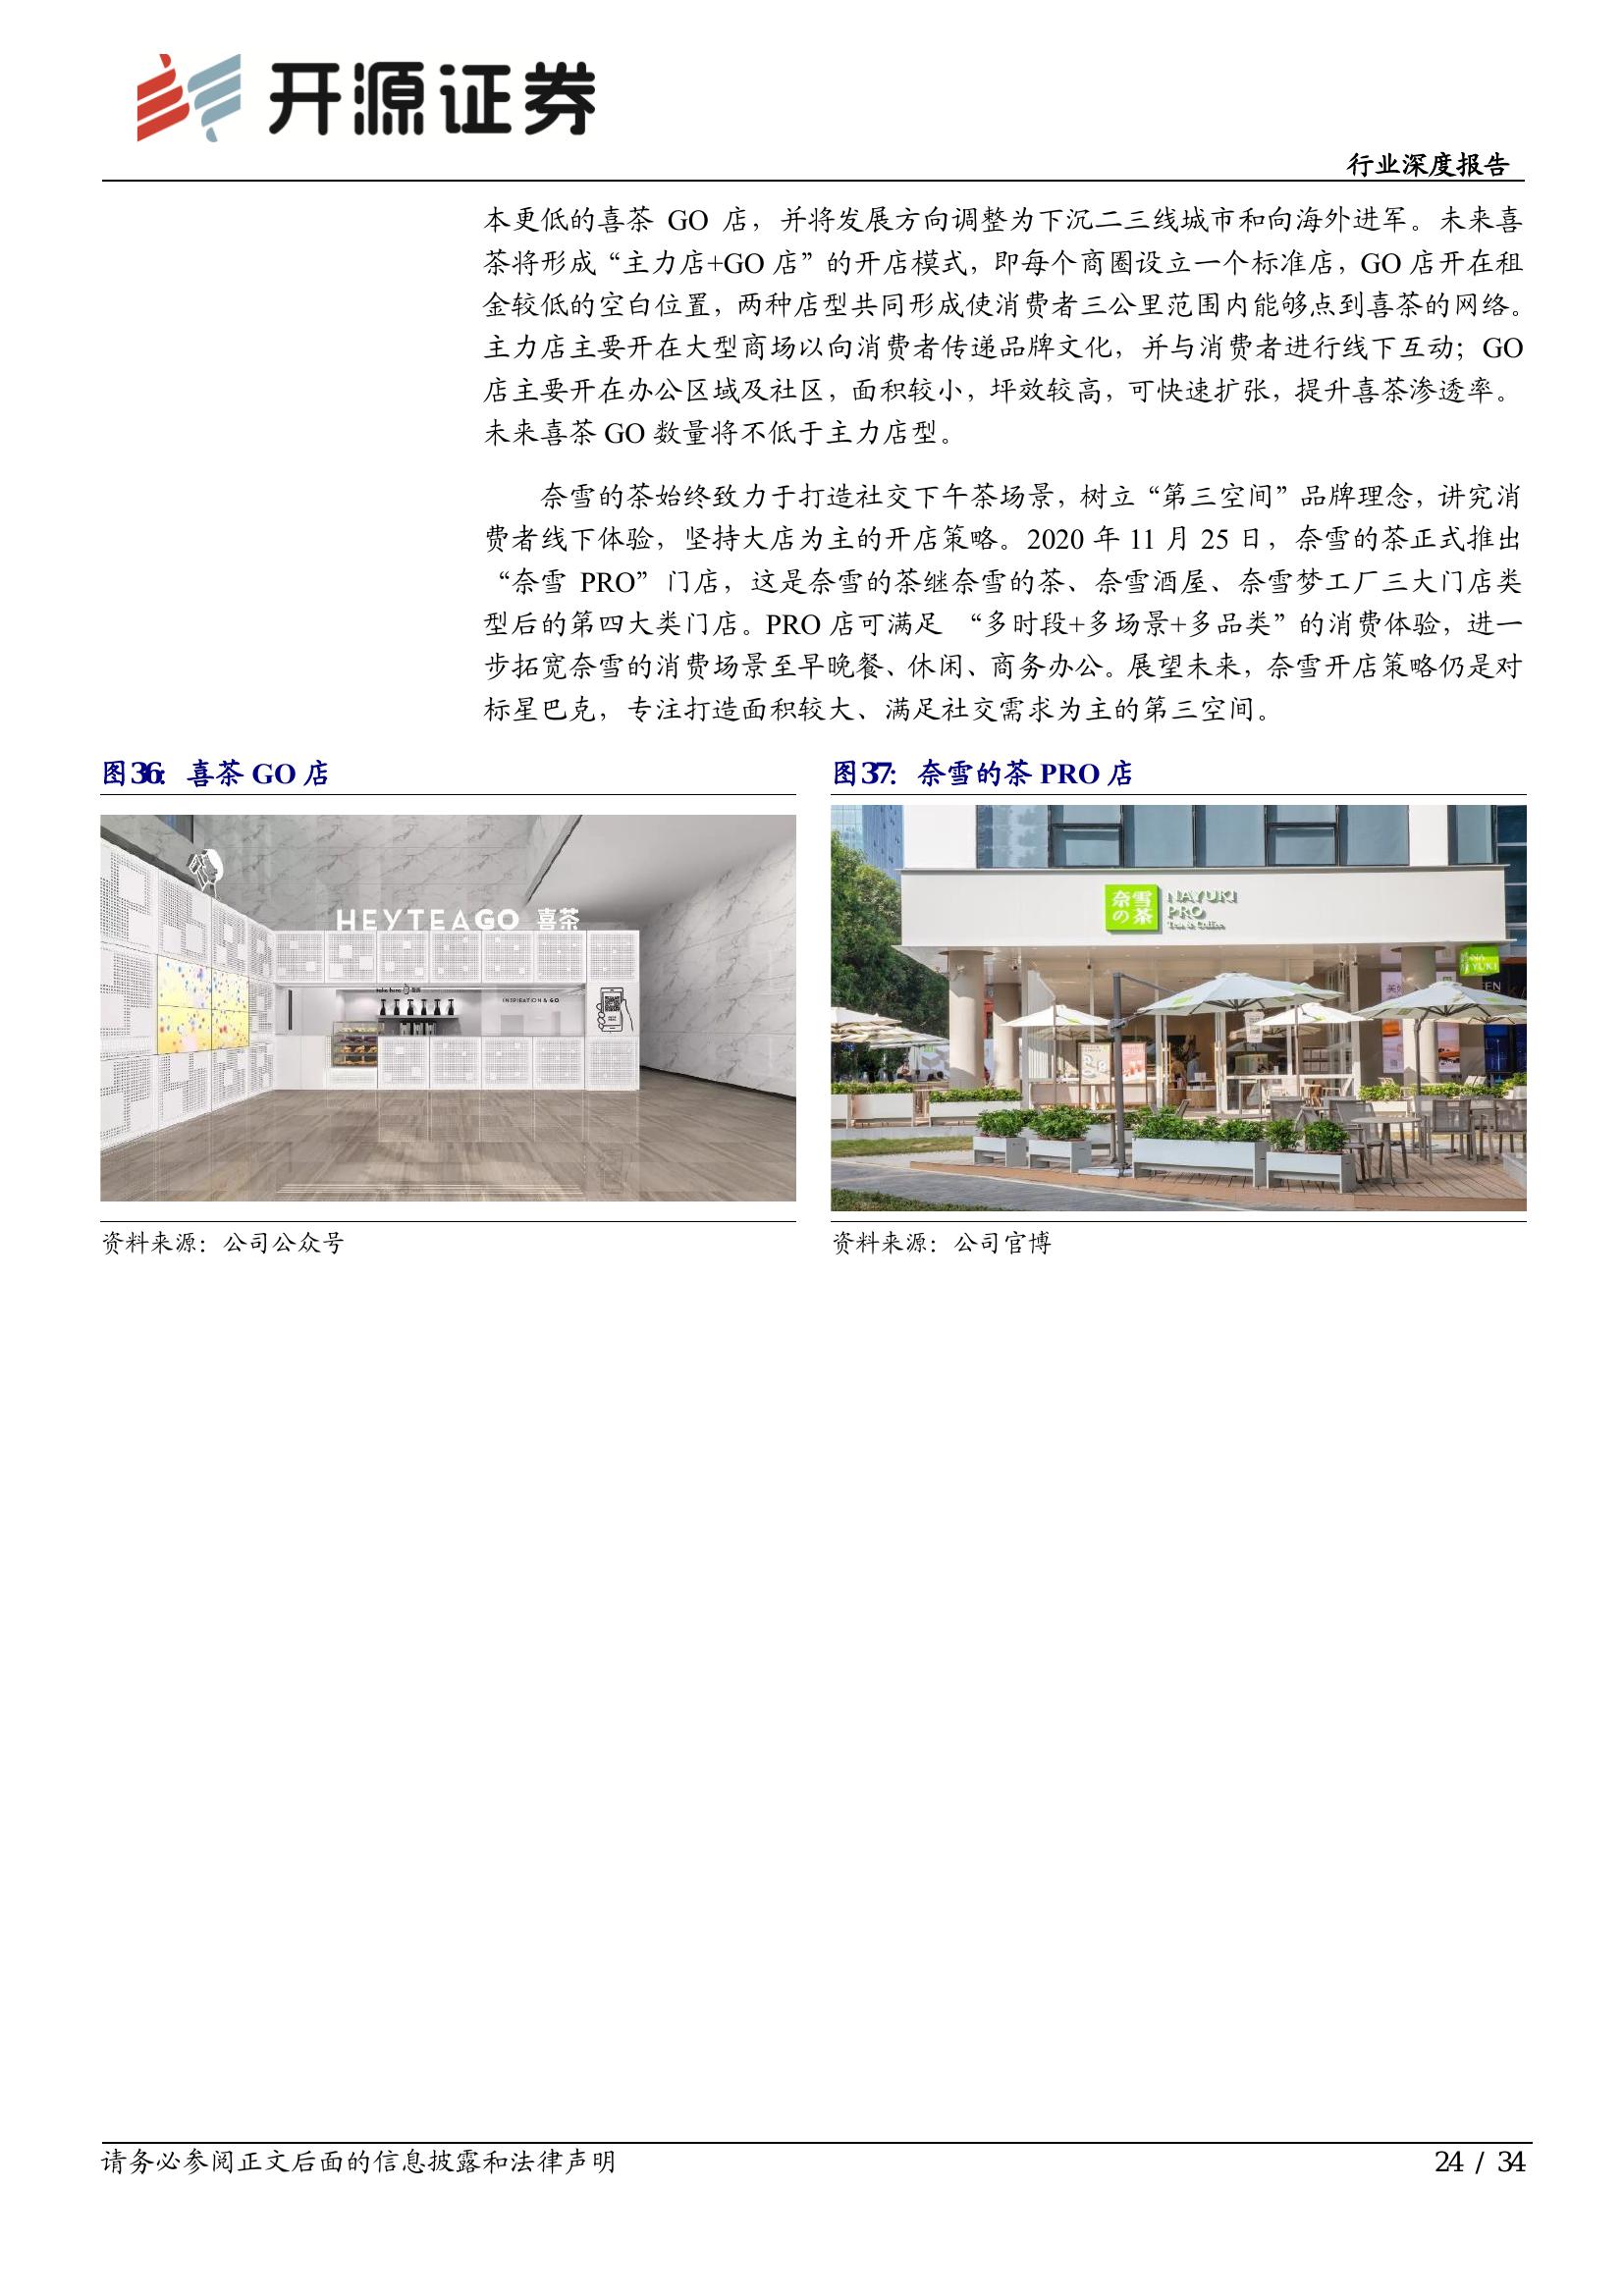 开源证券
行业深度报告
本更低的喜茶 GO 店，并将发展方向调整为下沉二三线城市和向海外进军。未来喜
茶将形成“主力店+GO 店”的开店模式，即每个商圈设立一个标准店，GO 店开在租
金较低的空白位置，两种店型共同形成使消费者三公里范围内能够点到喜茶的网络。
主力店主要开在大型商场以向消费者传递品牌文化，并与消费者进行线下互动；GO
店主要开在办公区域及社区，面积较小，坪效较高，可快速扩张，提升喜茶渗透率。
未来喜茶 GO 数量将不低于主力店型。
奈雪的茶始终致力于打造社交下午茶场景，树立“第三空间”品牌理念，讲究消
费者线下体验，坚持大店为主的开店策略。2020 年 11 月 25 日，奈雪的茶正式推出
“奈雪 PRO” 门店，这是奈雪的茶继奈雪的茶、奈雪酒屋、奈雪梦工厂三大门店类
型后的第四大类门店。PRO 店可满足 “多时段+多场景+多品类”的消费体验，进一
步拓宽奈雪的消费场景至早晚餐、休闲、商务办公。展望未来，奈雪开店策略仍是对
标星巴克，专注打造面积较大、满足社交需求为主的第三空间。
图36：喜茶 GO 店
HEYTEAGO 喜茶
INSPIRATION & GO
资料来源：公司公众号
图37：奈雪的茶 PRO 店
奈雪の茶
NAYUKI
PRO
Tea & Coffee
资料来源：公司官博
请务必参阅正文后面的信息披露和法律声明
24 / 34